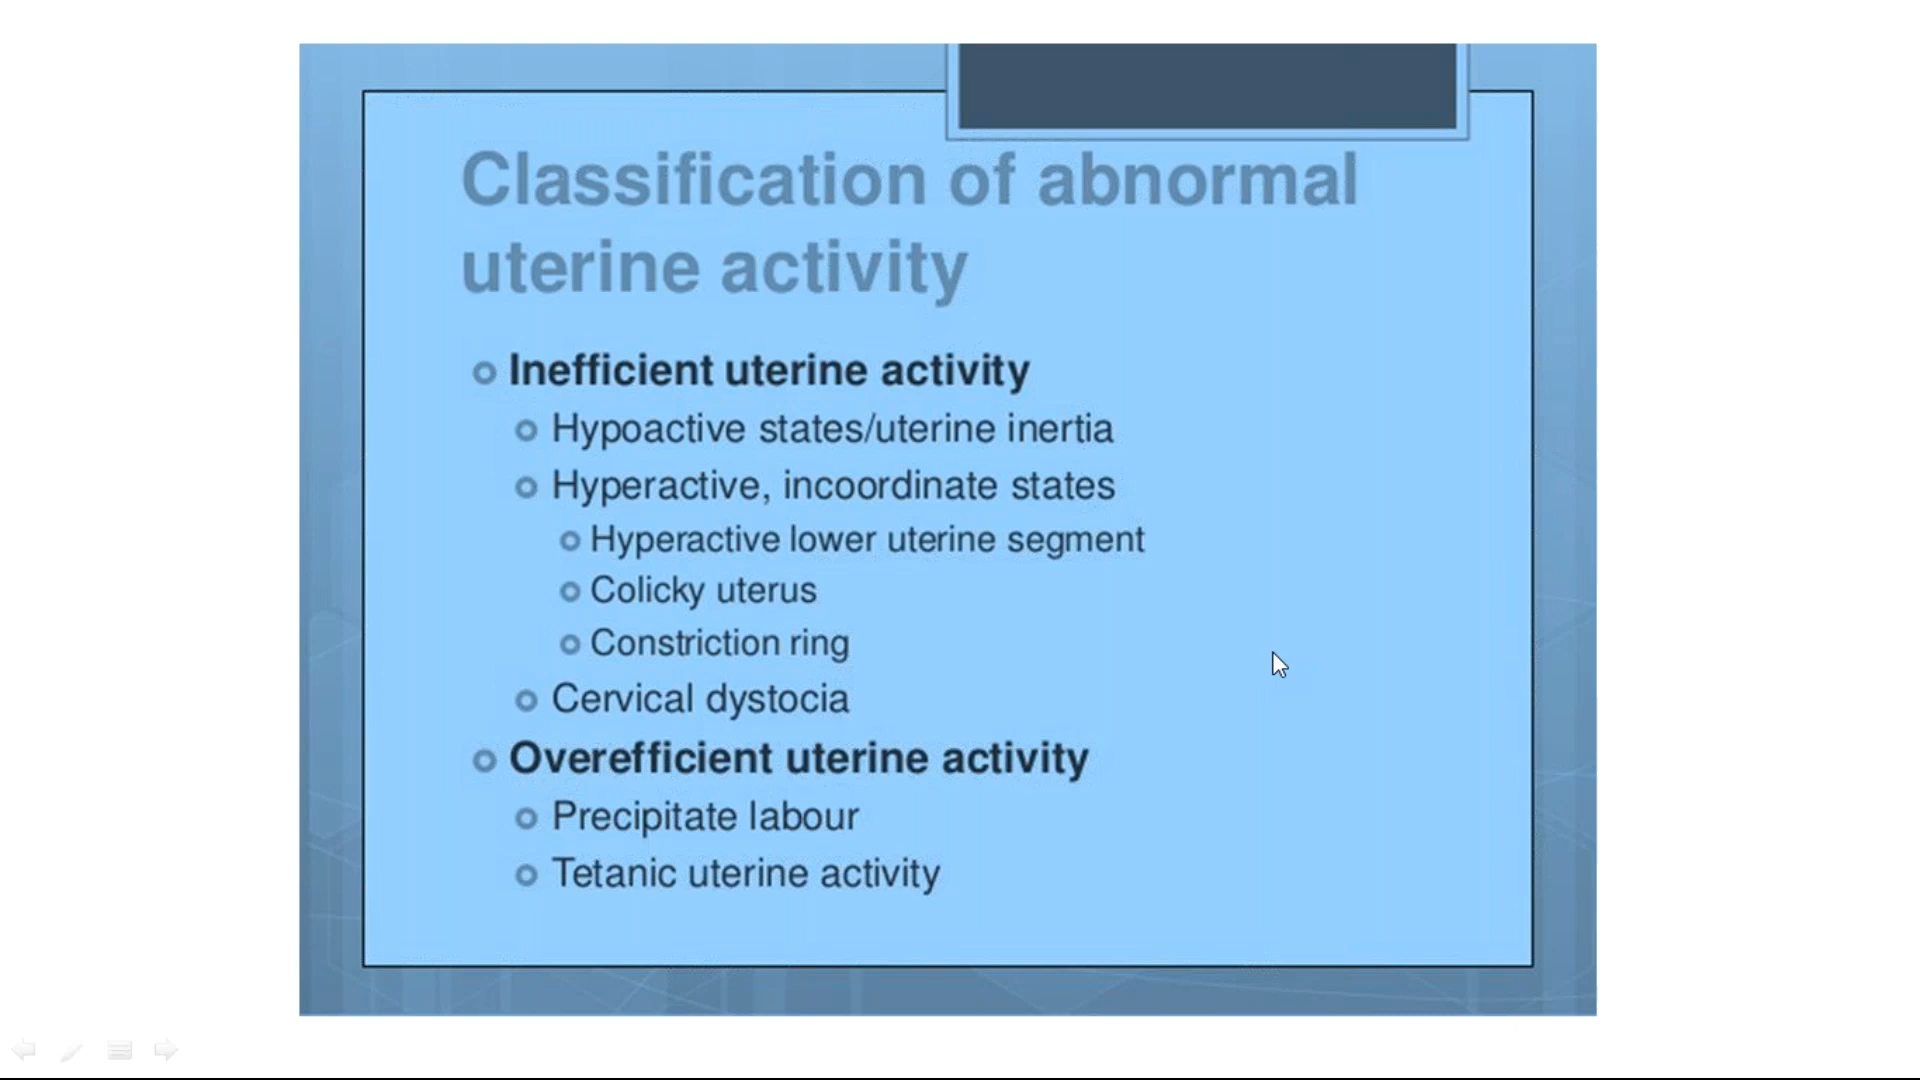 Classification of abnormal
uterine activity
Inefficient uterine activity
Hypoactive states/uterine inertia
Hyperactive, incoordinate states
Hyperactive lower uterine segment
Colicky uterus
Constriction ring
Cervical dystocia
Overefficient uterine activity
Precipitate labour
Tetanic uterine activity